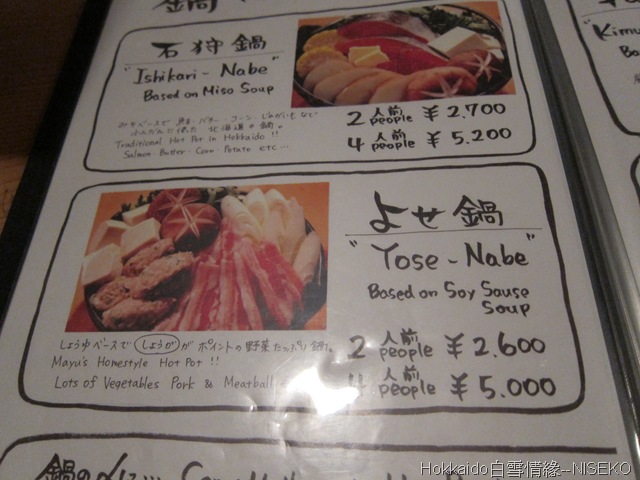 鍋
石狩鍋
"Ishikari - Nabe"
Based on Miso Soup
Traditional Hot Pot in Hokkaido !!
Salmon・Butter・Corn・Potato etc…
2 人前 people ¥ 2.700
4 人前 people ¥ 5.200
よせ鍋
"Yose - Nabe"
Based on Soy Sause
Soup
しょうゆベースで しょうが が ポイントの野菜たっぷり鍋。
Mayu's Homestyle Hot Pot !!
Lots of Vegetables Pork & Meatball
2 人前 people ¥ 2.600
4 人前 people ¥ 5.000
Kimu
Ba
鍋の
Hokkaido白雪情緣--NISEKO